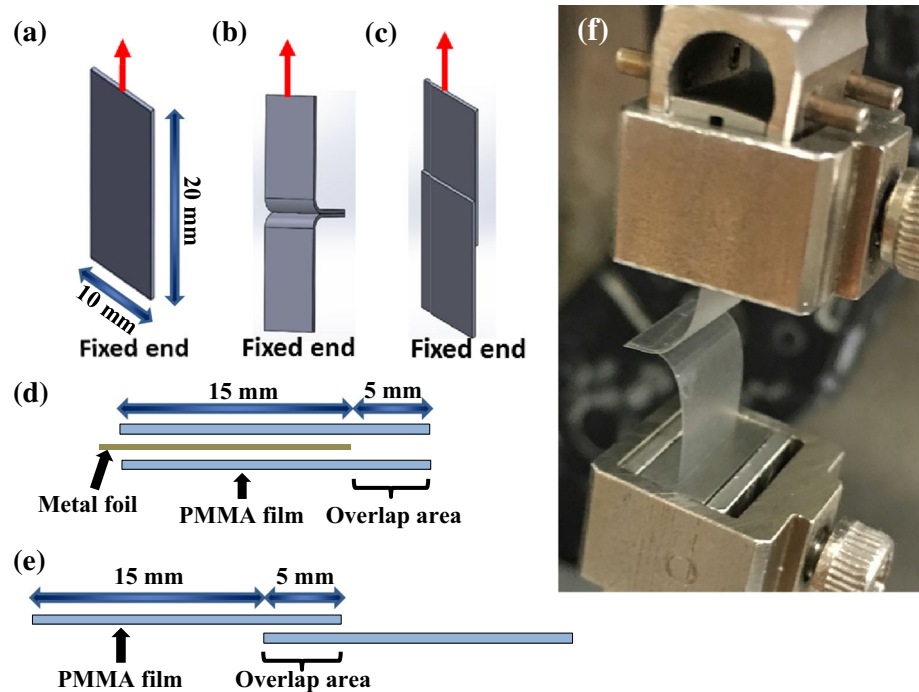 (a)
(b)
(c)
(f)
20 mm
10 mm
Fixed end
Fixed end
Fixed end
(d)
15 mm
5 mm
Metal foil
PMMA film
Overlap area
(e)
15 mm
5 mm
PMMA film
Overlap area